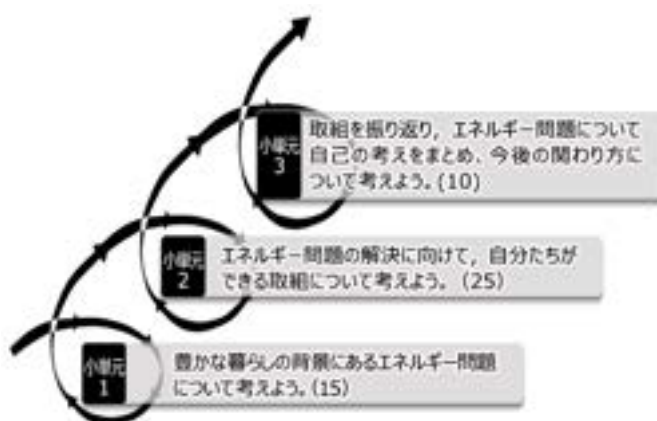 小単元
3
取組を振り返り，エネルギー問題について
自己の考えをまとめ、今後の関わり方に
ついて考えよう。(10)
小単元
2
エネルギー問題の解決に向けて，自分たちが
できる取組について考えよう。（25）
小単元
1
豊かな暮らしの背景にあるエネルギー問題
について考えよう。(15)